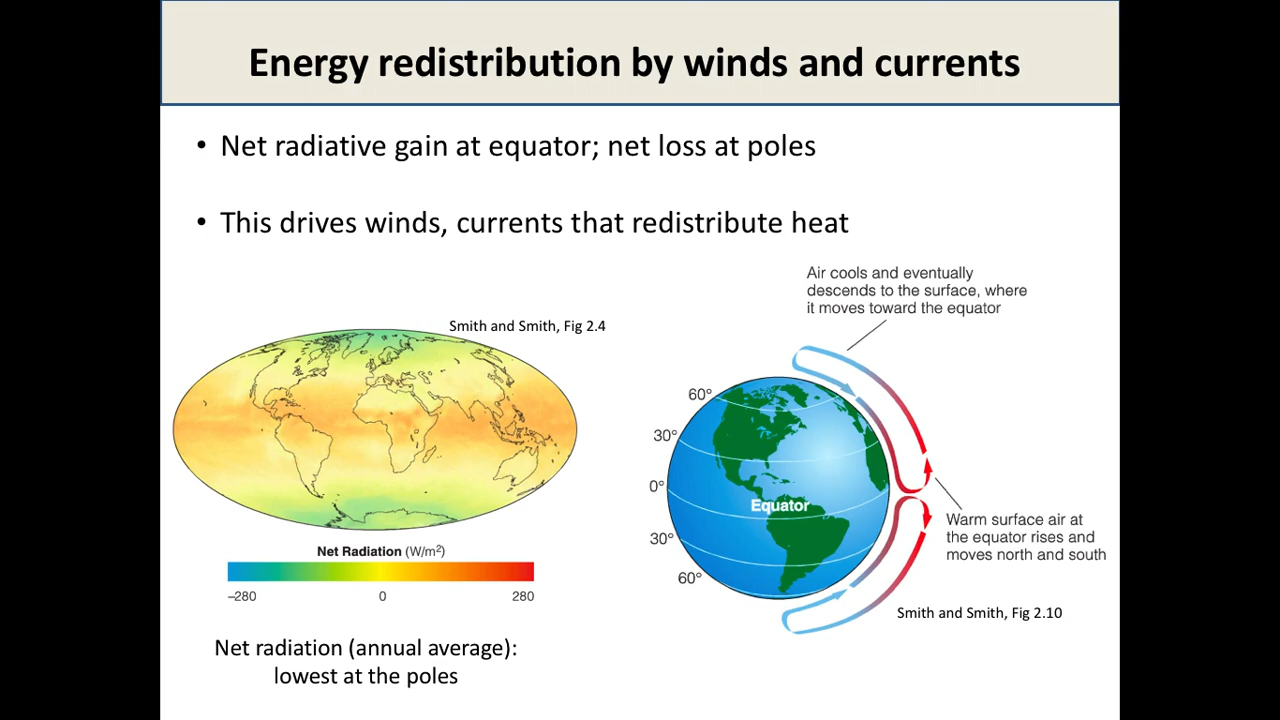 Energy redistribution by winds and currents
• Net radiative gain at equator; net loss at poles
• This drives winds, currents that redistribute heat
Smith and Smith, Fig 2.4
Net Radiation (W/m²)
–280 0 280
Net radiation (annual average):
lowest at the poles
Air cools and eventually
descends to the surface, where
it moves toward the equator
60°
30°
0°
Equator
30°
60°
Warm surface air at
the equator rises and
moves north and south
Smith and Smith, Fig 2.10